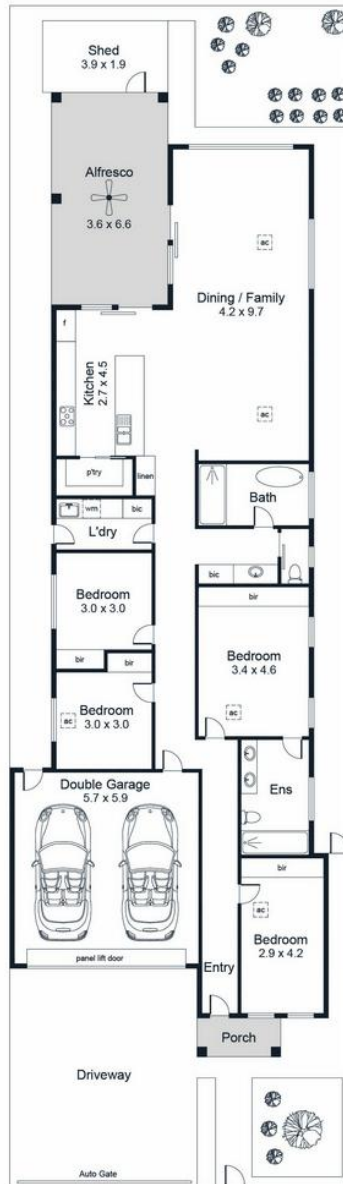 Shed
3.9 x 1.9
Alfresco
3.6 x 6.6
ac
Dining / Family
4.2 x 9.7
f
Kitchen
2.7 x 4.5
ac
p'try
linen
Bath
wm
bic
L'dry
bic
Bedroom
3.0 x 3.0
bir
bir
bir
Bedroom
3.4 x 4.6
Bedroom
3.0 x 3.0
ac
ac
Double Garage
5.7 x 5.9
Ens
bir
ac
Bedroom
2.9 x 4.2
panel lift door
Entry
Porch
Driveway
Auto Gate